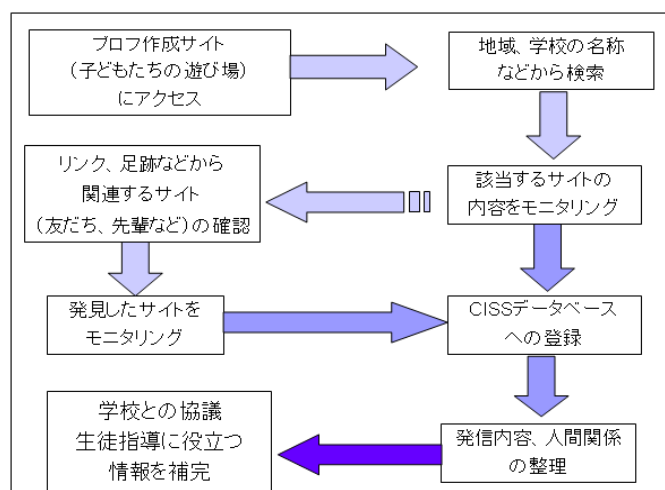 プロフ作成サイト
(子どもたちの遊び場)
にアクセス
地域、学校の名称
などから検索
該当するサイトの
内容をモニタリング
リンク、足跡などから
関連するサイト
(友だち、先輩など)の確認
発見したサイトを
モニタリング
CISSデータベース
への登録
発信内容、人間関係
の整理
学校との協議
生徒指導に役立つ
情報を補完